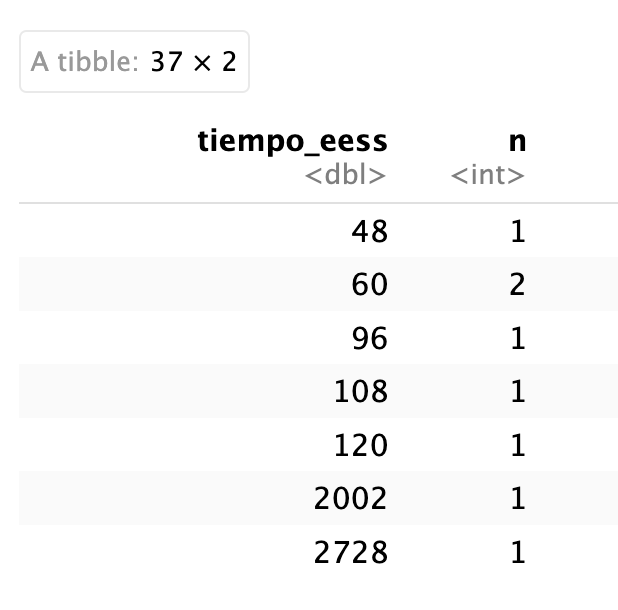 A tibble: 37 × 2
tiempo_eess n
<dbl> <int>
48 1
60 2
96 1
108 1
120 1
2002 1
2728 1